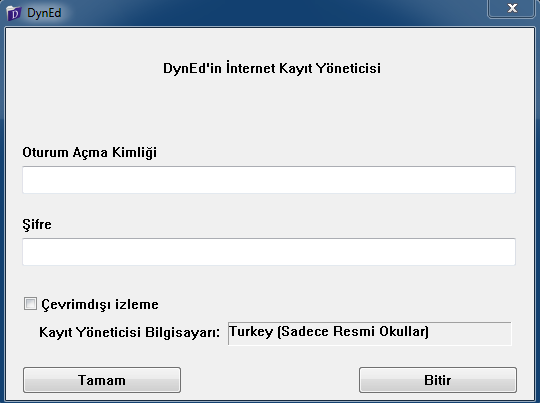 DynEd
DynEd'in İnternet Kayıt Yöneticisi
Oturum Açma Kimliği
Şifre
Çevrimdışı izleme
Kayıt Yöneticisi Bilgisayarı: Turkey (Sadece Resmi Okullar)
Tamam Bitir